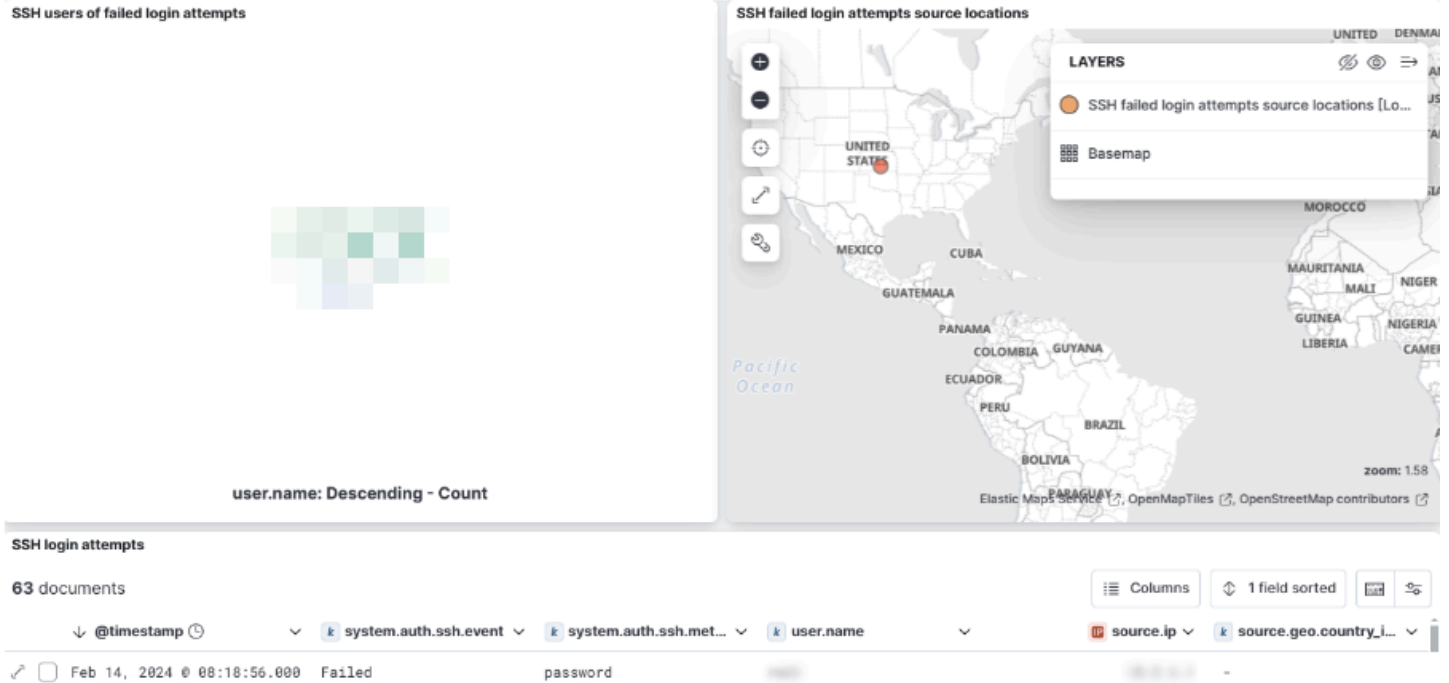 SSH users of failed login attempts
user.name: Descending - Count
SSH failed login attempts source locations
UNITED
LAYERS
SSH failed login attempts source locations [Lo...
Basemap
UNITED
STATES
MOROCCO
MEXICO
CUBA
MAURITANIA
MALI
NIGER
GUATEMALA
GUINEA
NIGERIA
PANAMA
LIBERIA
COLOMBIA
GUYANA
Pacific
Ocean
ECUADOR
PERU
BRAZIL
BOLIVIA
zoom: 1.58
PARAGUAY
Elastic Maps Service, OpenMapTiles, OpenStreetMap contributors
SSH login attempts
63 documents
Columns
1 field sorted
@timestamp system.auth.ssh.event system.auth.ssh.met... user.name source.ip source.geo.country_i...
Feb 14, 2024 @ 08:18:56.000 Failed password -